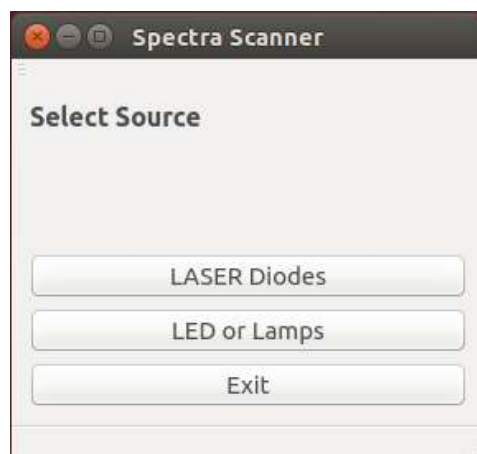 Spectra Scanner
Select Source
LASER Diodes
LED or Lamps
Exit